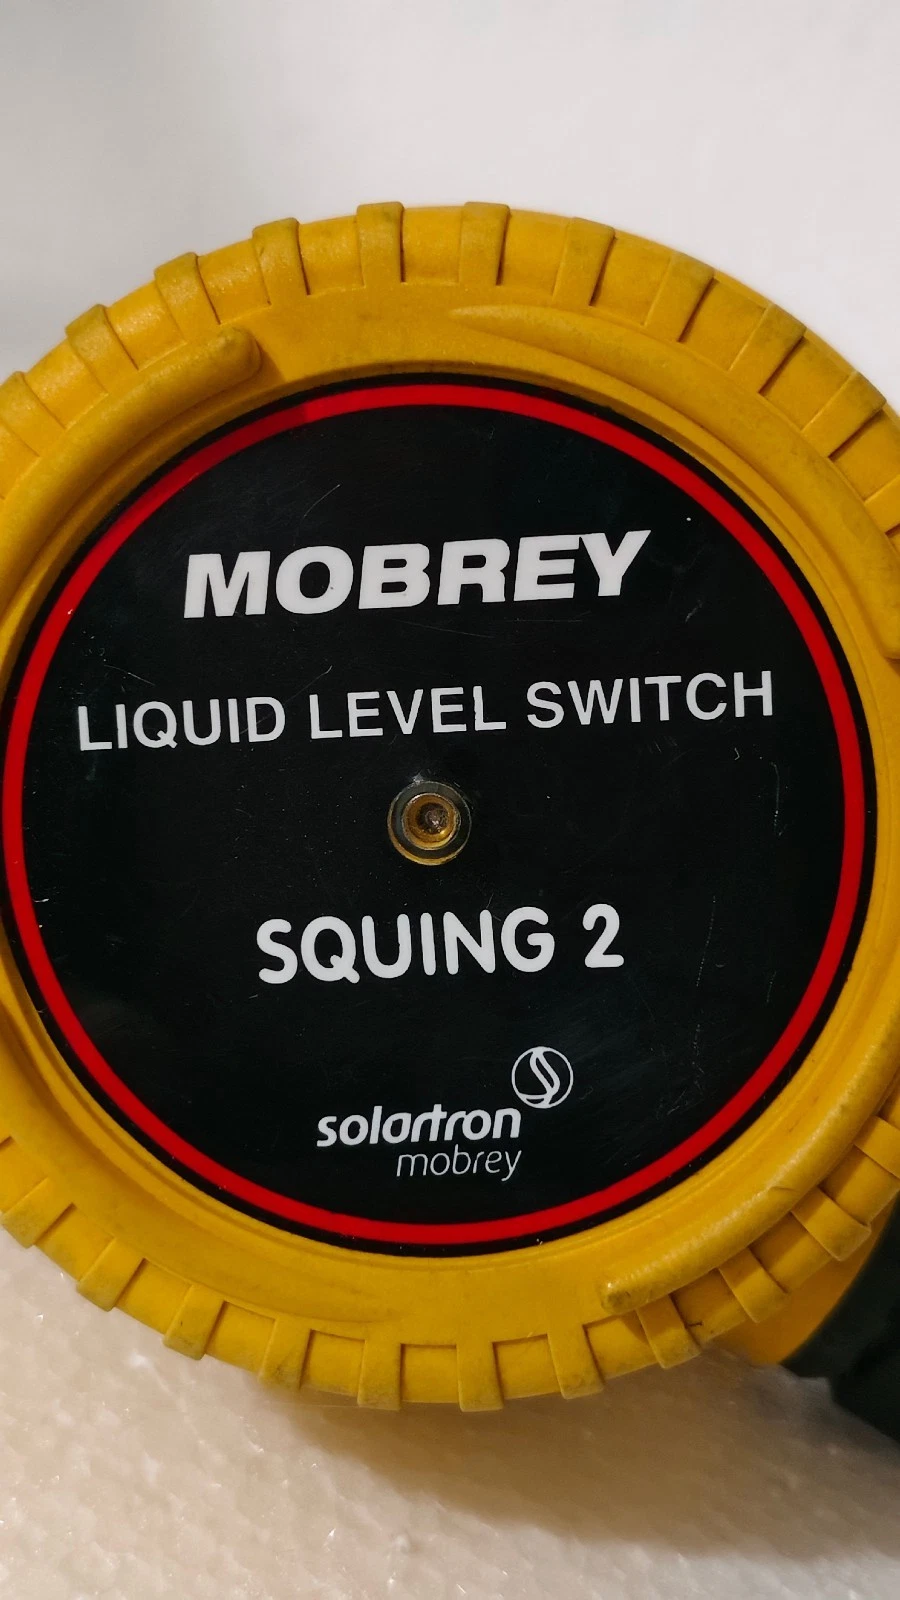 MOBREY
LIQUID LEVEL SWITCH
SQUING 2
solartron
mobrey